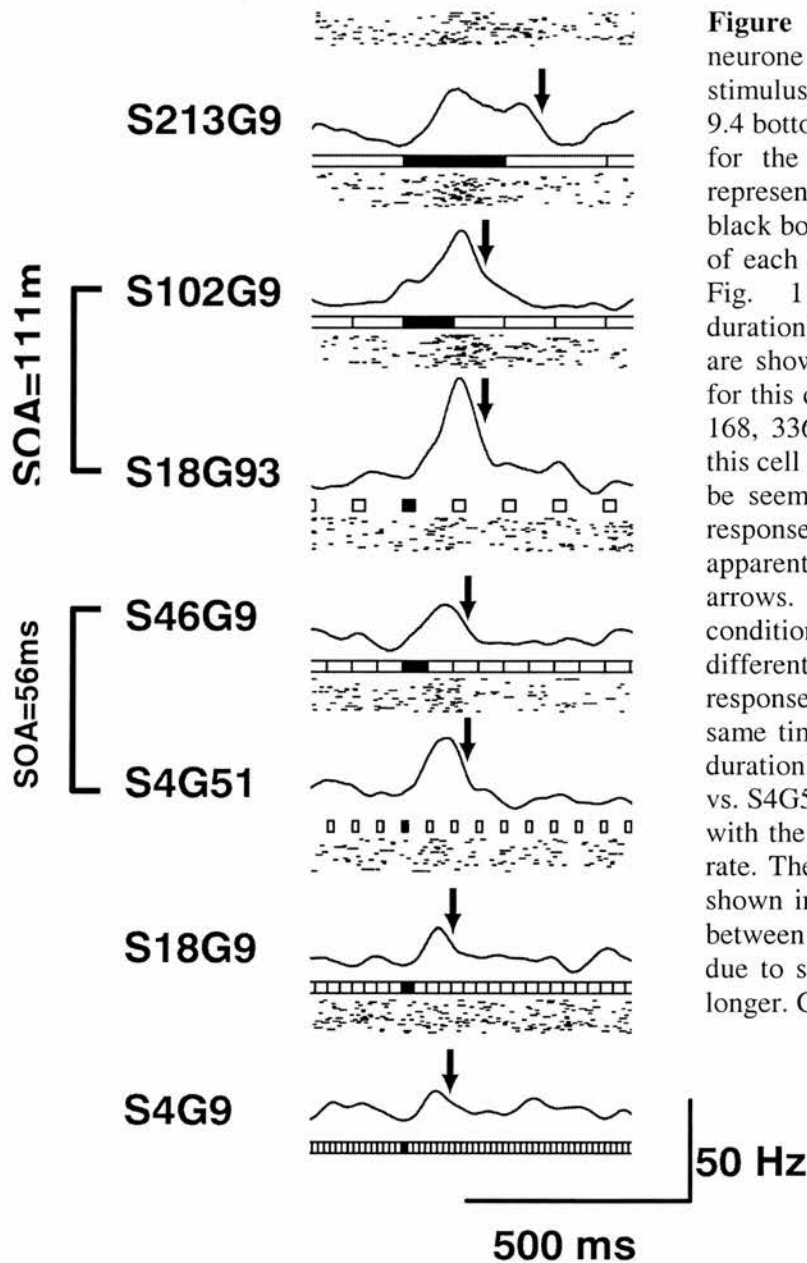 S213G9
S102G9
SOA=111m
S18G93
S46G9
SOA=56ms
S4G51
S18G9
S4G9
50 Hz
500 ms
Figure
neurone
stimulus
9.4 botto
for the
represen
black bo
of each
Fig. 1
duration
are show
for this c
168, 336
this cell
be seem
response
apparent
arrows.
condition
different
response
same tin
duration
vs. S4G5
with the
rate. The
shown in
between
due to s
longer. C